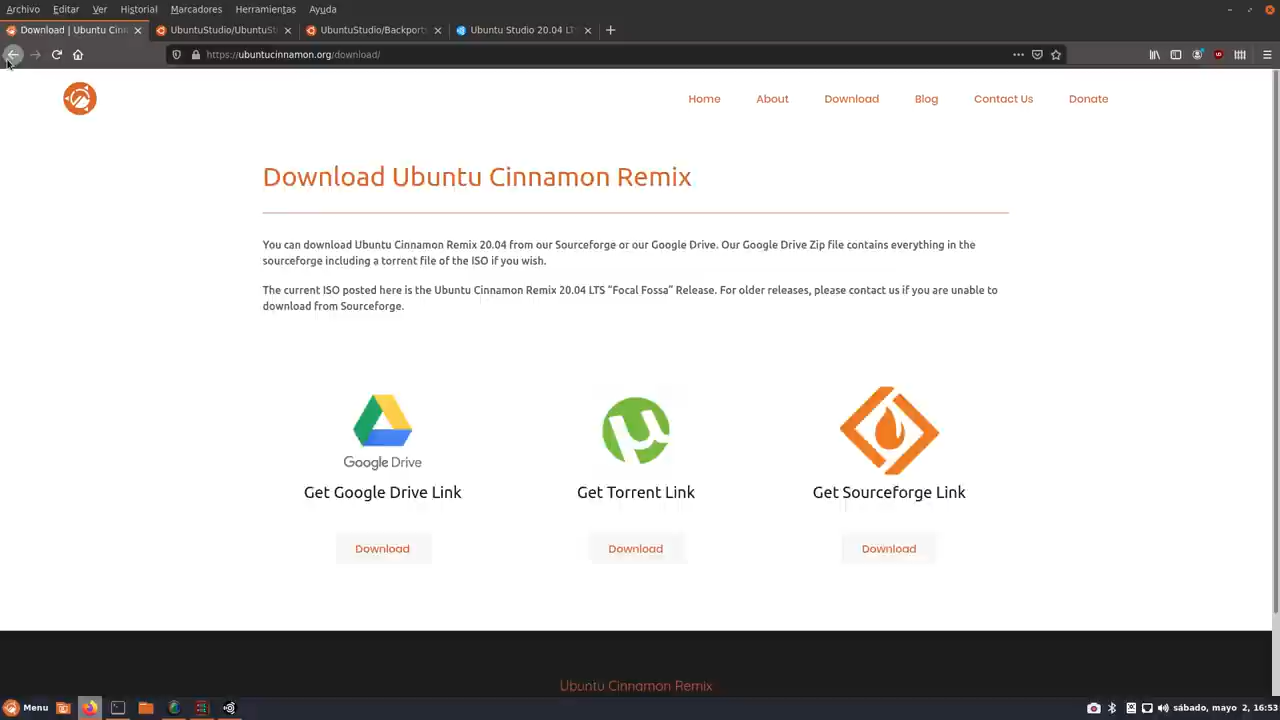 Archivo Editar Ver Historial Marcadores Herramientas Ayuda
Download | Ubuntu Cin
UbuntuStudio/UbuntuSt
UbuntuStudio/Backport
Ubuntu Studio 20.04 LT
https://ubuntucinnamon.org/download/
Home About Download Blog Contact Us Donate
Download Ubuntu Cinnamon Remix
You can download Ubuntu Cinnamon Remix 20.04 from our Sourceforge or our Google Drive. Our Google Drive Zip file contains everything in the
sourceforge including a torrent file of the ISO if you wish.
The current ISO posted here is the Ubuntu Cinnamon Remix 20.04 LTS “Focal Fossa” Release. For older releases, please contact us if you are unable to
download from Sourceforge.
Google Drive
Get Google Drive Link
Download
Get Torrent Link
Download
Get Sourceforge Link
Download
Ubuntu Cinnamon Remix
Menu
sábado, mayo 2, 16:53